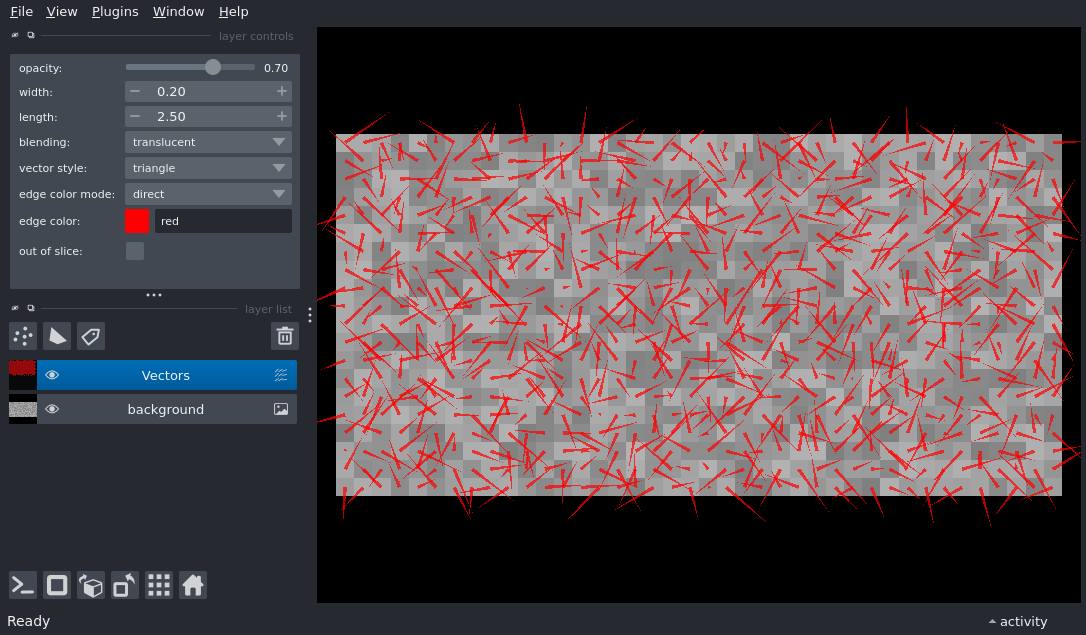 File View Plugins Window Help
layer controls
opacity: 0.70
width: − 0.20 +
length: − 2.50 +
blending: translucent
vector style: triangle
edge color mode: direct
edge color: red
out of slice:
layer list
Vectors
background
Ready activity